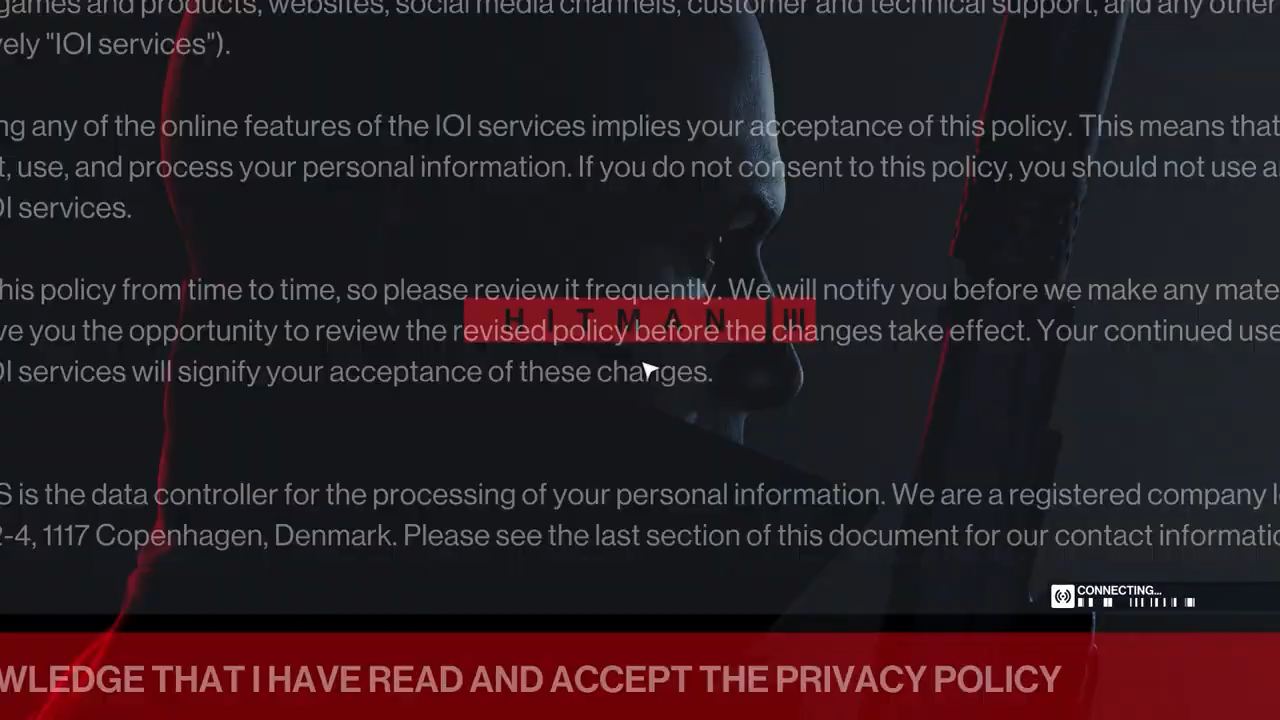 games and products, websites, social media channels, customer and technical support, and any other
vely "IOI services").
ng any of the online features of the IOI services implies your acceptance of this policy. This means that
t, use, and process your personal information. If you do not consent to this policy, you should not use a
OI services.
his policy from time to time, so please review it frequently. We will notify you before we make any mate
HITMAN III
ve you the opportunity to review the revised policy before the changes take effect. Your continued use
OI services will signify your acceptance of these changes.
S is the data controller for the processing of your personal information. We are a registered company l
2-4, 1117 Copenhagen, Denmark. Please see the last section of this document for our contact informatio
CONNECTING...
WLEDGE THAT I HAVE READ AND ACCEPT THE PRIVACY POLICY